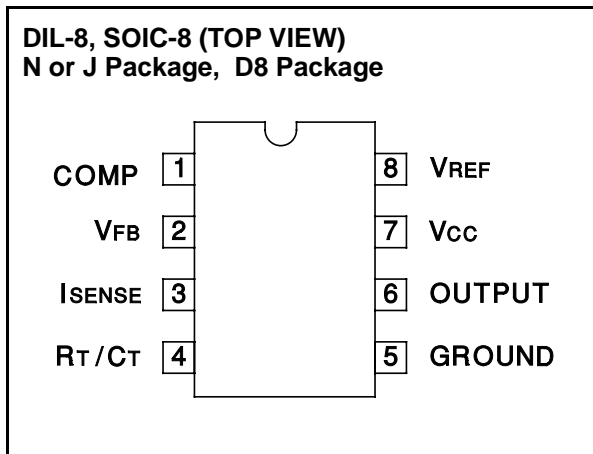 DIL-8, SOIC-8 (TOP VIEW)
N or J Package, D8 Package
COMP 1 8 VREF
VFB 2 7 VCC
ISENSE 3 6 OUTPUT
RT/CT 4 5 GROUND